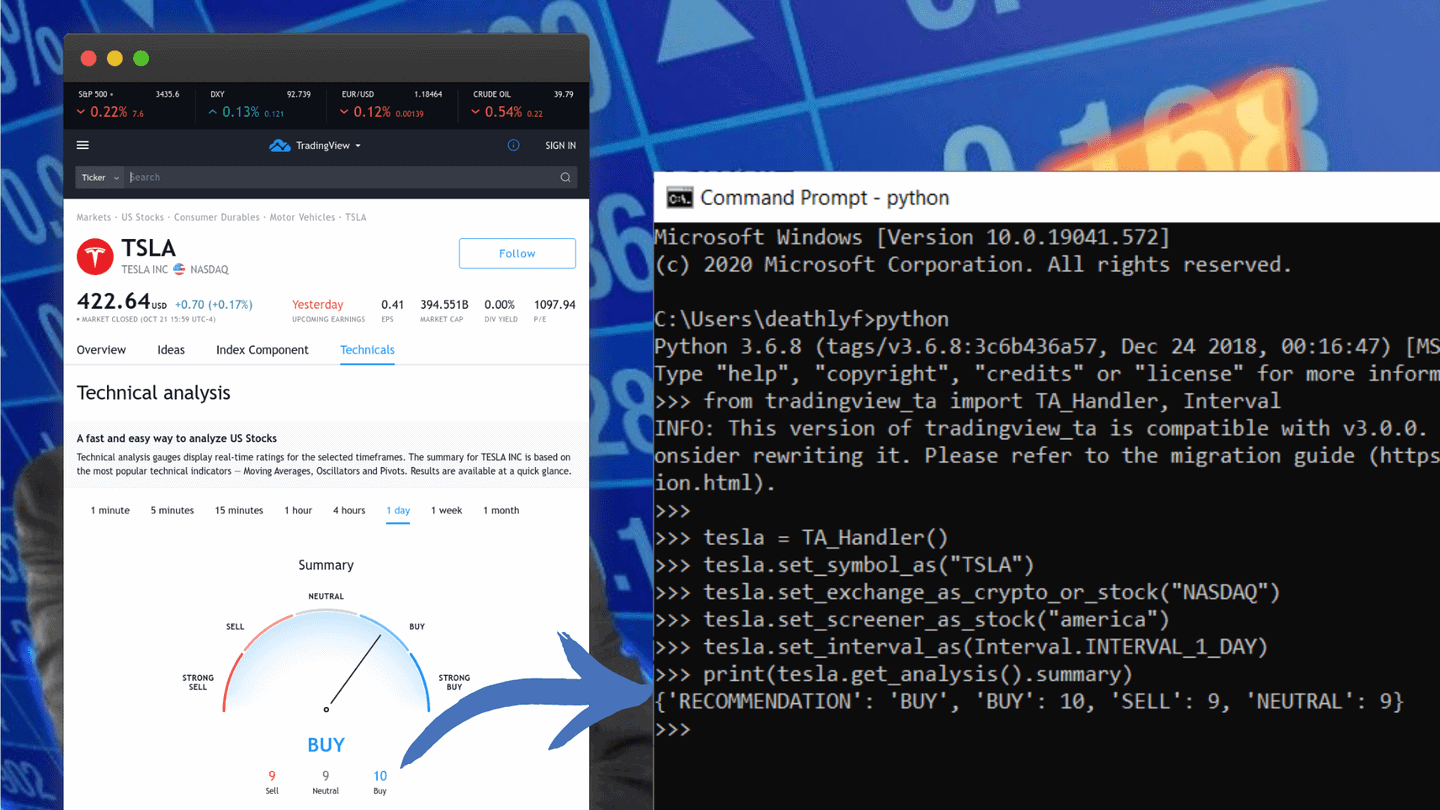 S&P 500 3435.6
0.22% 7.6
DXY 92.739
0.13% 0.121
EUR/USD 1.18464
0.12% 0.00139
CRUDE OIL 39.79
0.54% 0.22
TradingView
SIGN IN
Ticker Search
Markets - US Stocks - Consumer Durables - Motor Vehicles - TSLA
TSLA
TESLA INC NASDAQ
Follow
422.64 USD +0.70 (+0.17%)
• MARKET CLOSED (OCT 21 15:59 UTC-4)
Yesterday
UPCOMING EARNINGS
0.41
EPS
394.551B
MARKET CAP
0.00%
DIV YIELD
1097.94
P/E
Overview Ideas Index Component Technicals
Technical analysis
A fast and easy way to analyze US Stocks
Technical analysis gauges display real-time ratings for the selected timeframes. The summary for TESLA INC is based on
the most popular technical indicators — Moving Averages, Oscillators and Pivots. Results are available at a quick glance.
1 minute 5 minutes 15 minutes 1 hour 4 hours 1 day 1 week 1 month
Summary
NEUTRAL
SELL BUY
STRONG
SELL
STRONG
BUY
BUY
9 9 10
Sell Neutral Buy
Command Prompt - python
Microsoft Windows [Version 10.0.19041.572]
(c) 2020 Microsoft Corporation. All rights reserved.
C:\Users\deathlyf>python
Python 3.6.8 (tags/v3.6.8:3c6b436a57, Dec 24 2018, 00:16:47) [MS
Type "help", "copyright", "credits" or "license" for more inform
>>> from tradingview_ta import TA_Handler, Interval
INFO: This version of tradingview_ta is compatible with v3.0.0.
onsider rewriting it. Please refer to the migration guide (https
ion.html).
>>>
>>> tesla = TA_Handler()
>>> tesla.set_symbol_as("TSLA")
>>> tesla.set_exchange_as_crypto_or_stock("NASDAQ")
>>> tesla.set_screener_as_stock("america")
>>> tesla.set_interval_as(Interval.INTERVAL_1_DAY)
>>> print(tesla.get_analysis().summary)
{'RECOMMENDATION': 'BUY', 'BUY': 10, 'SELL': 9, 'NEUTRAL': 9}
>>>